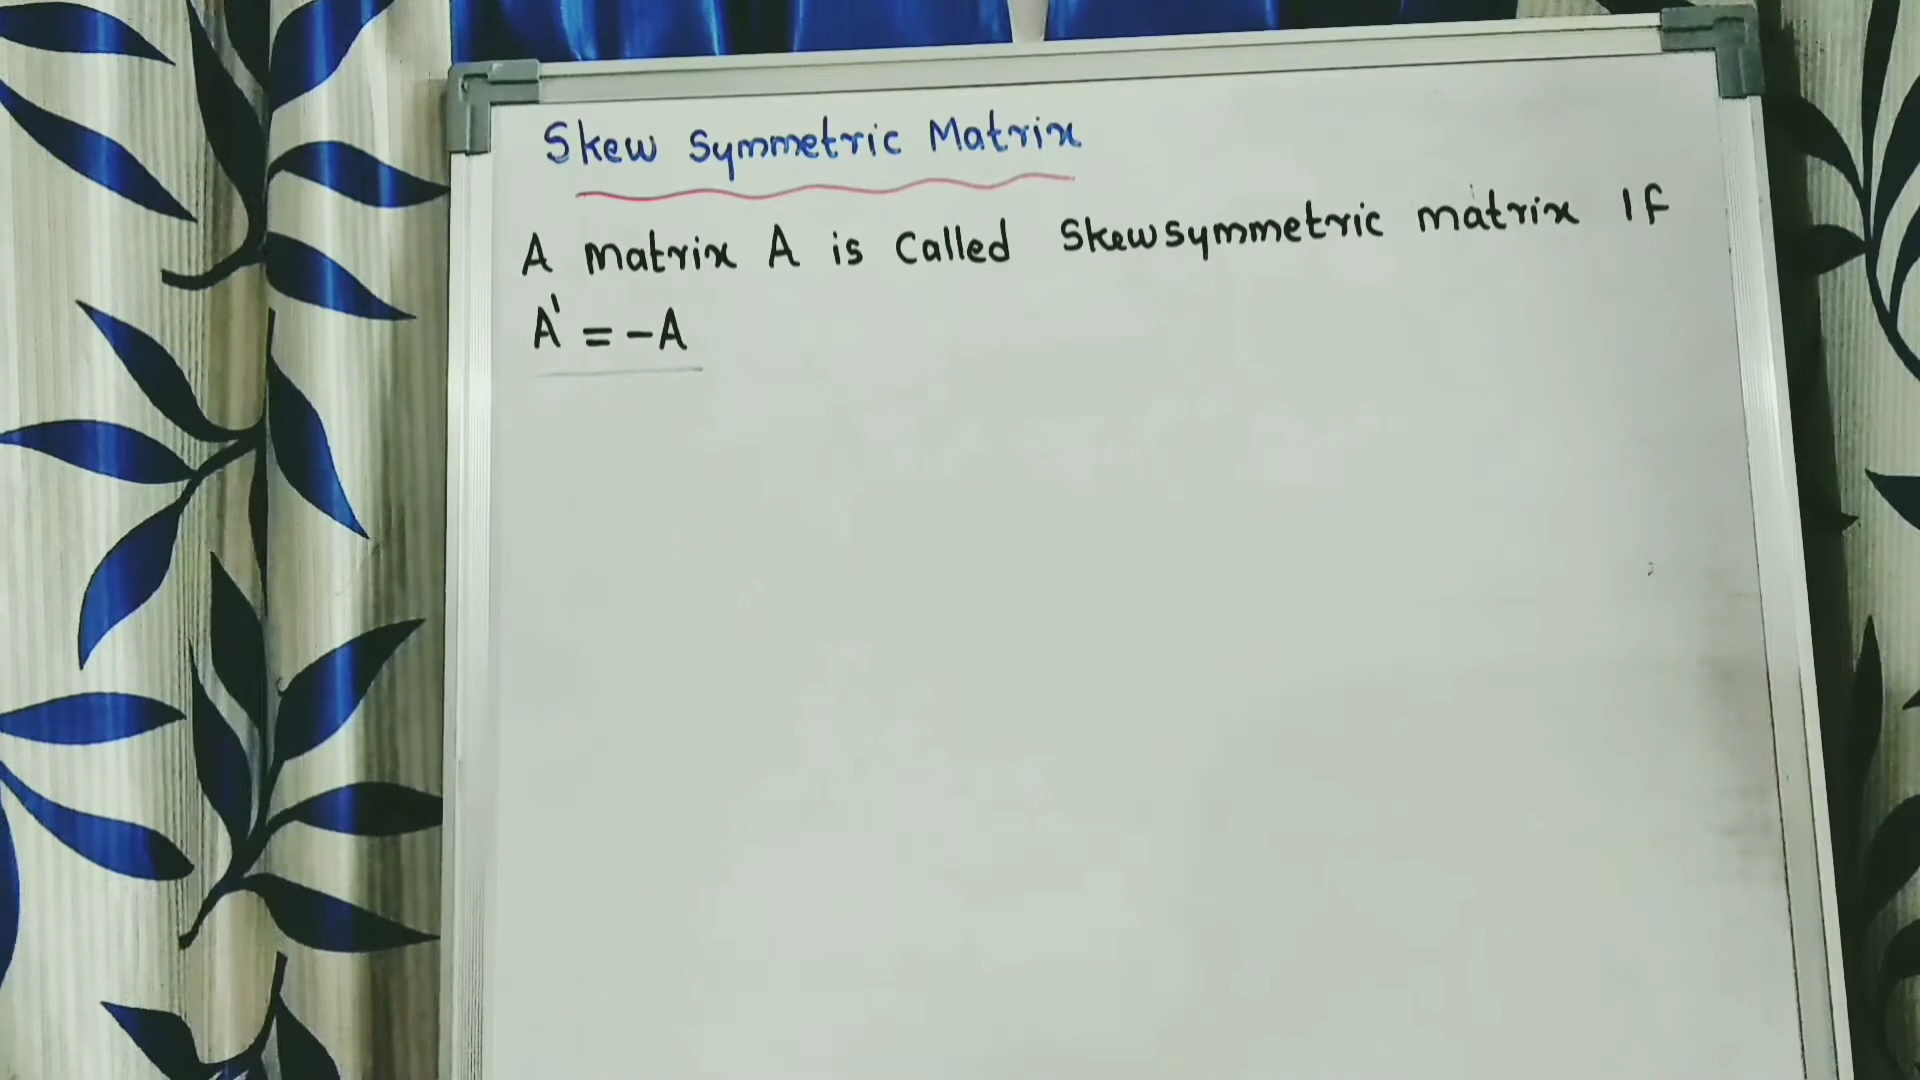 Skew Symmetric Matrix
A matrix A is Called Skewsymmetric matrix If
A' = -A